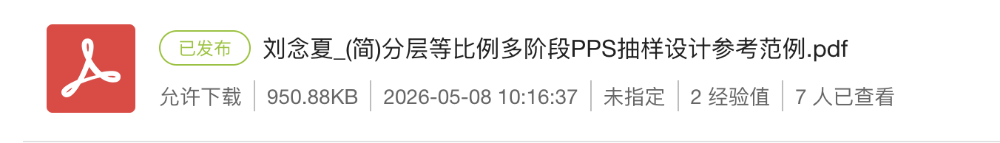 已发布 刘念夏_(简)分层等比例多阶段PPS抽样设计参考范例.pdf
允许下载 950.88KB 2026-05-08 10:16:37 未指定 2 经验值 7 人已查看